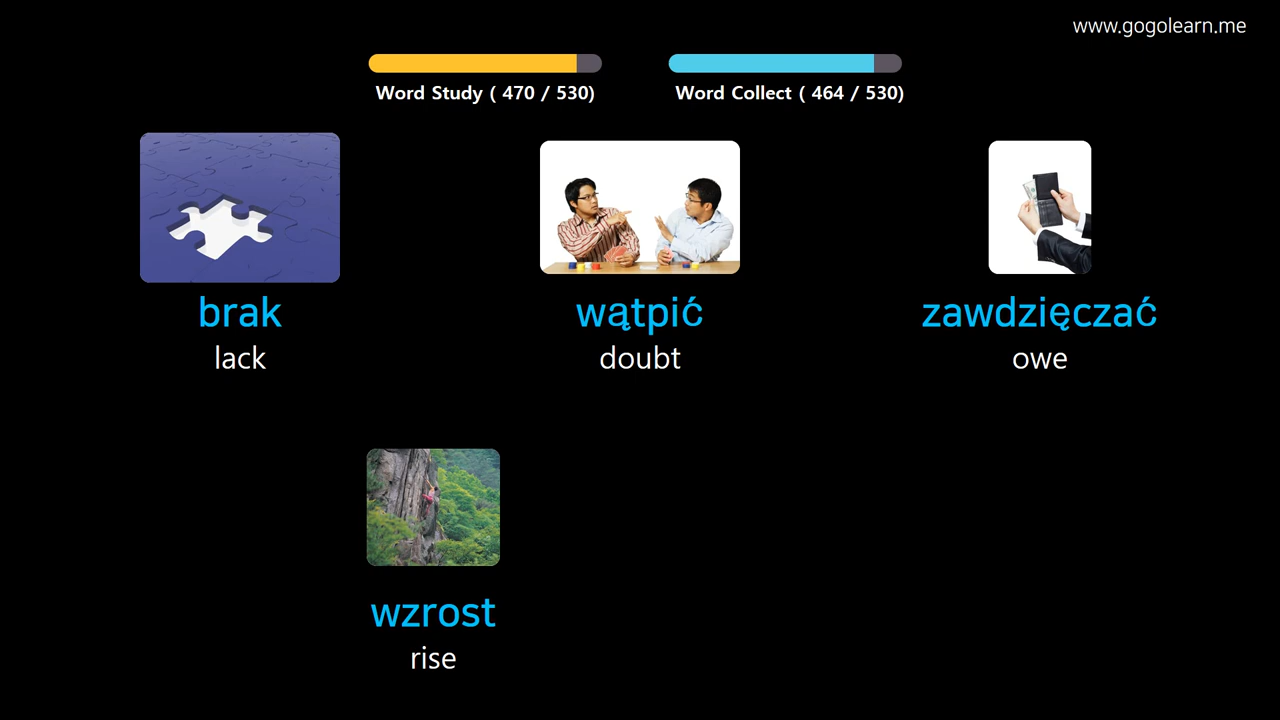 www.gogolearn.me
Word Study ( 470 / 530)
Word Collect ( 464 / 530)
brak
lack
wątpić
doubt
zawdzięczać
owe
wzrost
rise